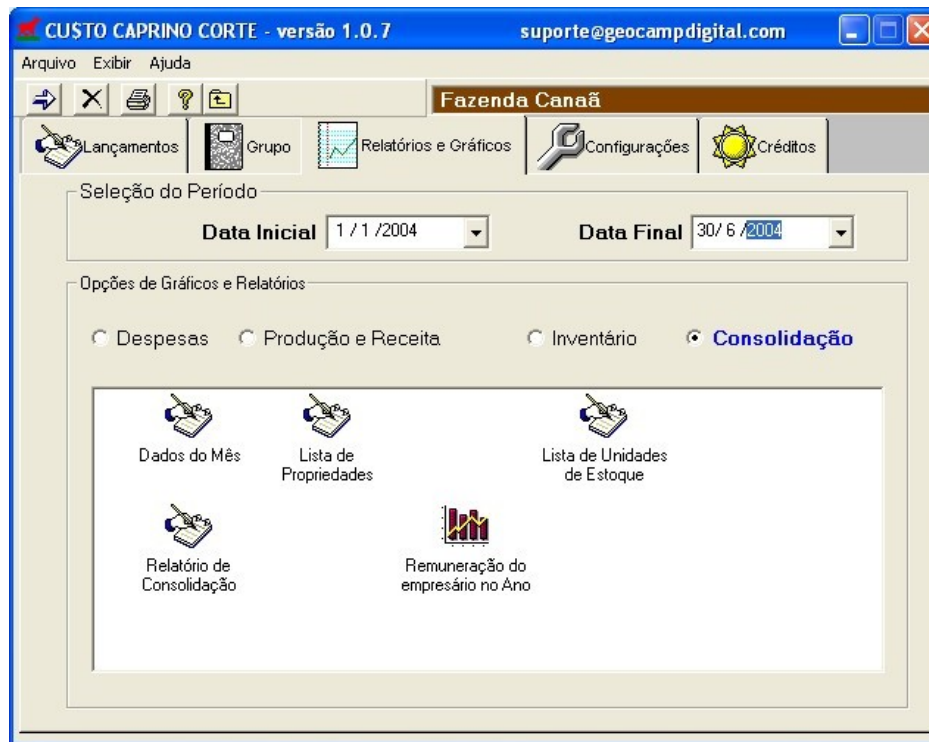 CU$TO CAPRINO CORTE - versão 1.0.7 suporte@geocampdigital.com
Arquivo Exibir Ajuda
Fazenda Canaã
Lançamentos Grupo Relatórios e Gráficos Configurações Créditos
Seleção do Período
Data Inicial 1 / 1 /2004 Data Final 30/ 6 /2004
Opções de Gráficos e Relatórios
Despesas Produção e Receita Inventário Consolidação
Dados do Mês Lista de Lista de Unidades
Propriedades de Estoque
Relatório de Remuneração do
Consolidação empresário no Ano